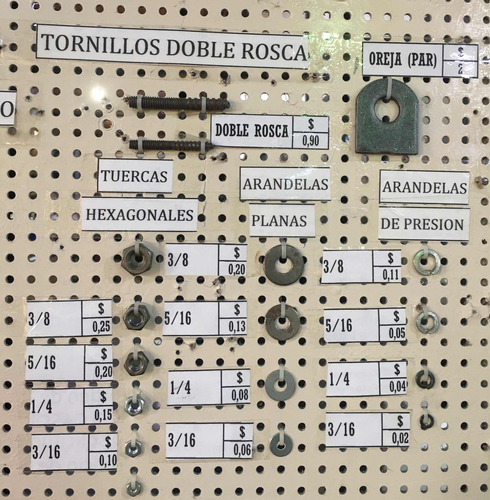 TORNILLOS DOBLE ROSCA
OREJA (PAR) $
O
DOBLE ROSCA $ 0,90
TUERCAS
HEXAGONALES
ARANDELAS
PLANAS
ARANDELAS
DE PRESION
3/8 $ 0,25
5/16 $ 0,20
1/4 $ 0,15
3/16 $ 0,10
3/8 $ 0,20
5/16 $ 0,13
1/4 $ 0,08
3/16 $ 0,06
3/8 $ 0,11
5/16 $ 0,05
1/4 $ 0,04
3/16 $ 0,02